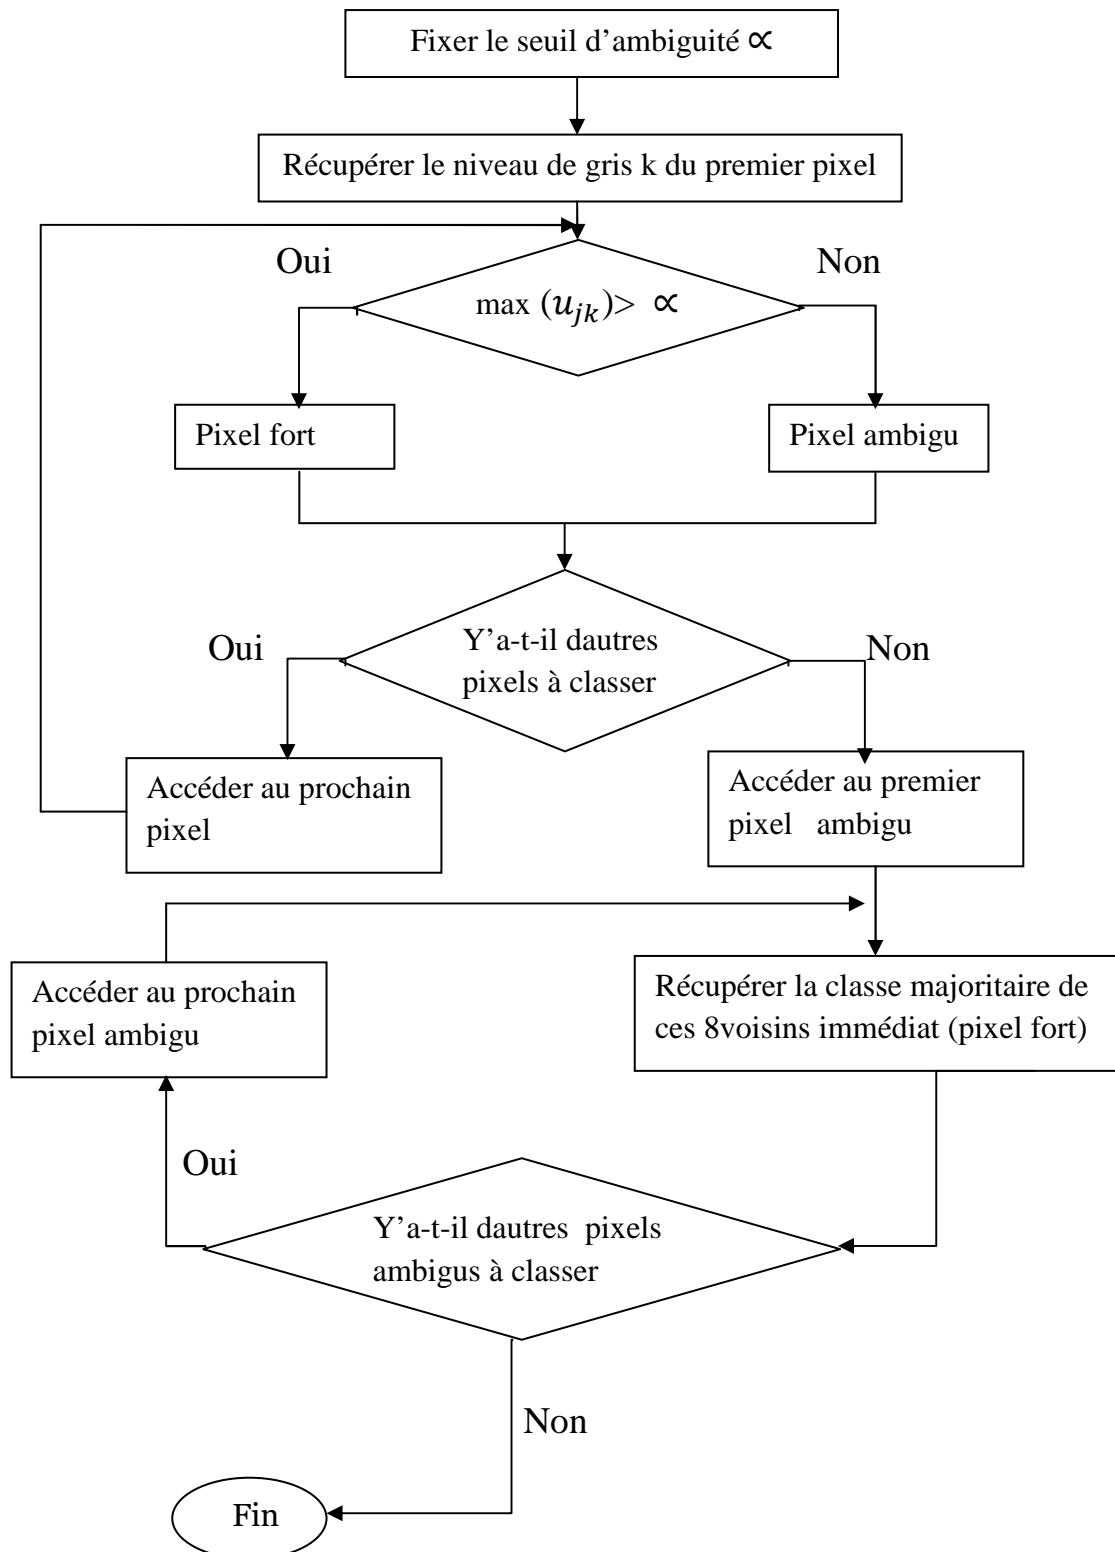 Fixer le seuil d’ambiguité ∝
Récupérer le niveau de gris k du premier pixel
Oui
Non
max (u_{jk})> ∝
Pixel fort
Pixel ambigu
Oui
Y’a-t-il dautres
pixels à classer
Non
Accéder au prochain
pixel
Accéder au premier
pixel ambigu
Accéder au prochain
pixel ambigu
Récupérer la classe majoritaire de
ces 8voisins immédiat (pixel fort)
Oui
Y’a-t-il dautres pixels
ambigus à classer
Non
Fin